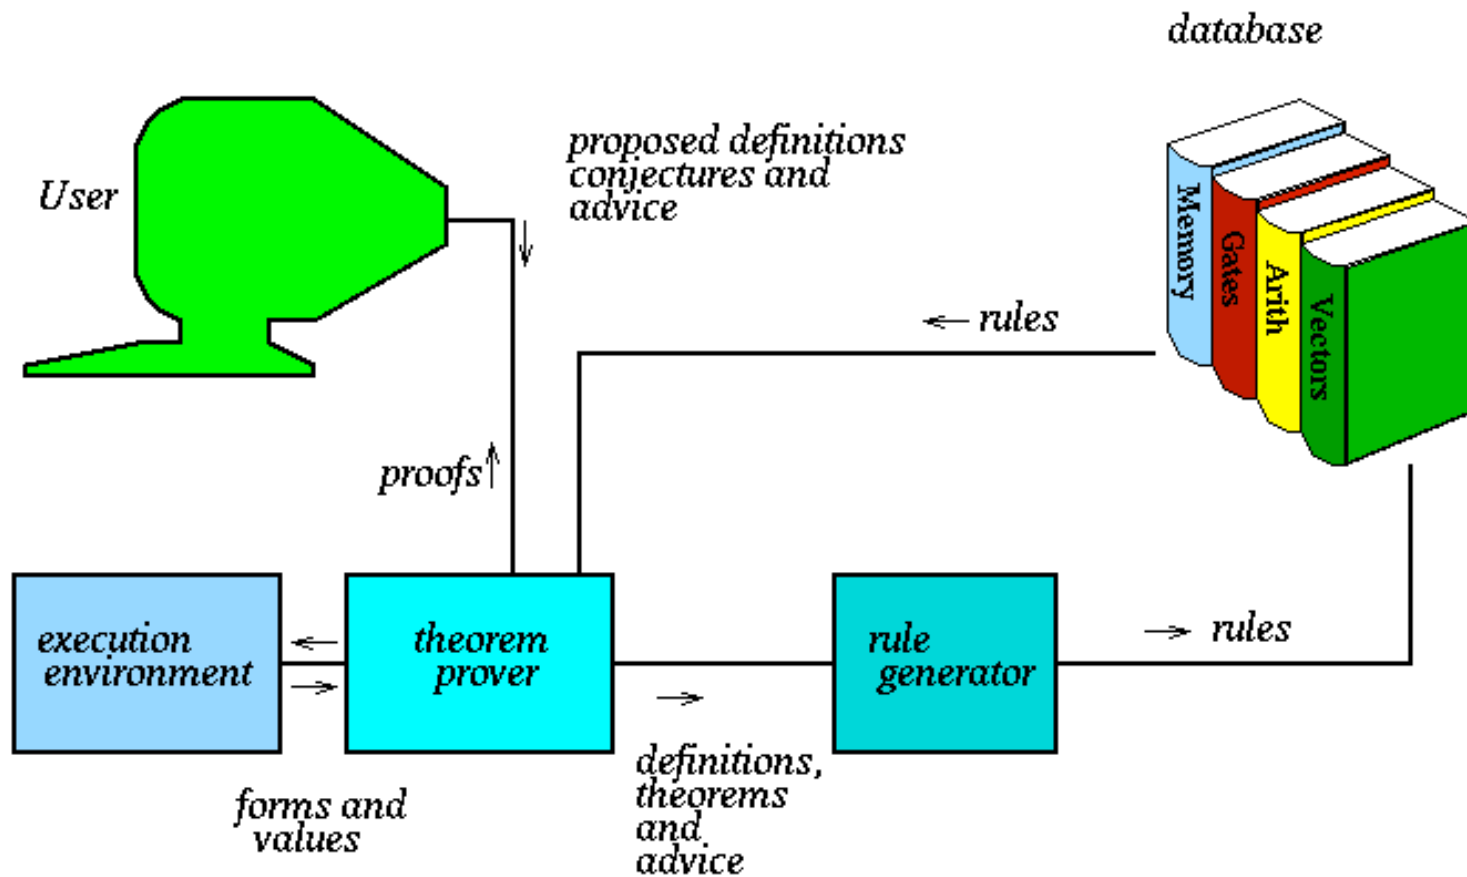 database
proposed definitions
conjectures and
advice
User
Memory
Gates
Arith
Vectors
rules
proofs
execution
environment
theorem
prover
rule
generator
rules
forms and
values
definitions,
theorems
and
advice